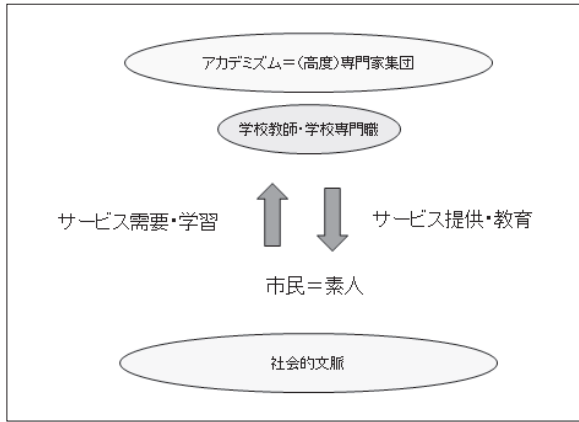 アカデミズム＝(高度)専門家集団
学校教師・学校専門職
サービス需要・学習
サービス提供・教育
市民＝素人
社会的文脈